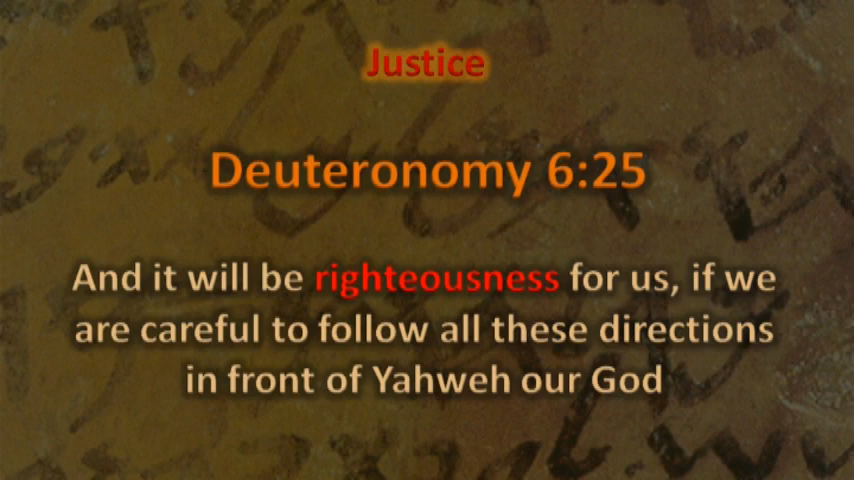 Justice
Deuteronomy 6:25
And it will be righteousness for us, if we
are careful to follow all these directions
in front of Yahweh our God